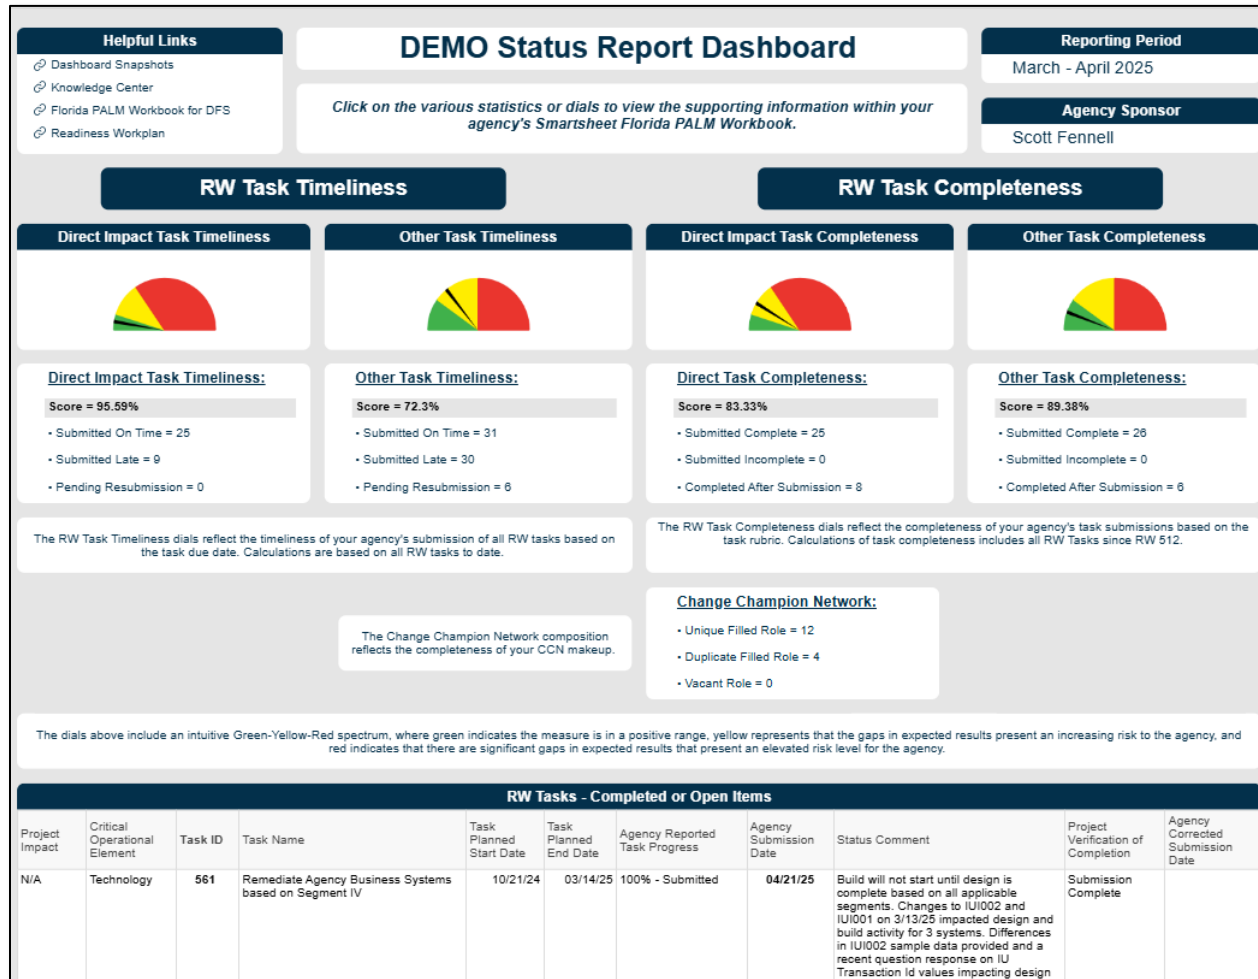 Helpful Links
Dashboard Snapshots
Knowledge Center
Florida PALM Workbook for DFS
Readiness Workplan
DEMO Status Report Dashboard
Click on the various statistics or dials to view the supporting information within your
agency's Smartsheet Florida PALM Workbook.
Reporting Period
March - April 2025
Agency Sponsor
Scott Fennell
RW Task Timeliness
RW Task Completeness
Direct Impact Task Timeliness
Other Task Timeliness
Direct Impact Task Completeness
Other Task Completeness
Direct Impact Task Timeliness:
Score = 95.59%
• Submitted On Time = 25
• Submitted Late = 9
• Pending Resubmission = 0
Other Task Timeliness:
Score = 72.3%
• Submitted On Time = 31
• Submitted Late = 30
• Pending Resubmission = 6
Direct Task Completeness:
Score = 83.33%
• Submitted Complete = 25
• Submitted Incomplete = 0
• Completed After Submission = 8
Other Task Completeness:
Score = 89.38%
• Submitted Complete = 26
• Submitted Incomplete = 0
• Completed After Submission = 6
The RW Task Timeliness dials reflect the timeliness of your agency's submission of all RW tasks based on
the task due date. Calculations are based on all RW tasks to date.
The RW Task Completeness dials reflect the completeness of your agency's task submissions based on the
task rubric. Calculations of task completeness includes all RW Tasks since RW 512.
The Change Champion Network composition
reflects the completeness of your CCN makeup.
Change Champion Network:
• Unique Filled Role = 12
• Duplicate Filled Role = 4
• Vacant Role = 0
The dials above include an intuitive Green-Yellow-Red spectrum, where green indicates the measure is in a positive range, yellow represents that the gaps in expected results present an increasing risk to the agency, and
red indicates that there are significant gaps in expected results that present an elevated risk level for the agency.
RW Tasks - Completed or Open Items
Project
Impact
Critical
Operational
Element
Task ID
Task Name
Task
Planned
Start Date
Task
Planned
End Date
Agency Reported
Task Progress
Agency
Submission
Date
Status Comment
Project
Verification of
Completion
Agency
Corrected
Submission
Date
N/A
Technology
561
Remediate Agency Business Systems
based on Segment IV
10/21/24
03/14/25
100% - Submitted
04/21/25
Build will not start until design is
complete based on all applicable
segments. Changes to IUI002 and
IUI001 on 3/13/25 impacted design and
build activity for 3 systems. Differences
in IUI002 sample data provided and a
recent question response on IU
Transaction Id values impacting design
Submission
Complete